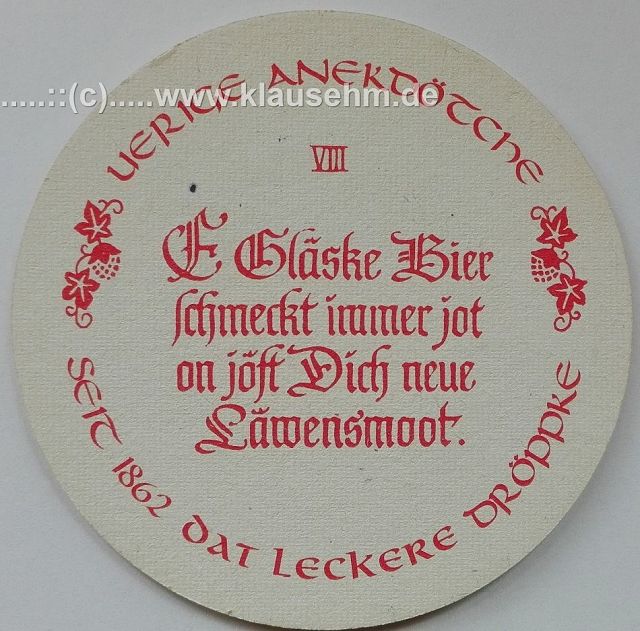 UERIGE ANEKDÖTCHE
......::(c).....www.klausehm.de
VIII
E Gläske Bier
schmeckt immer jot
on jöft Dich neue
Läwensmoot.
SEIT 1862 DAT LECKERE DRÖPPKE